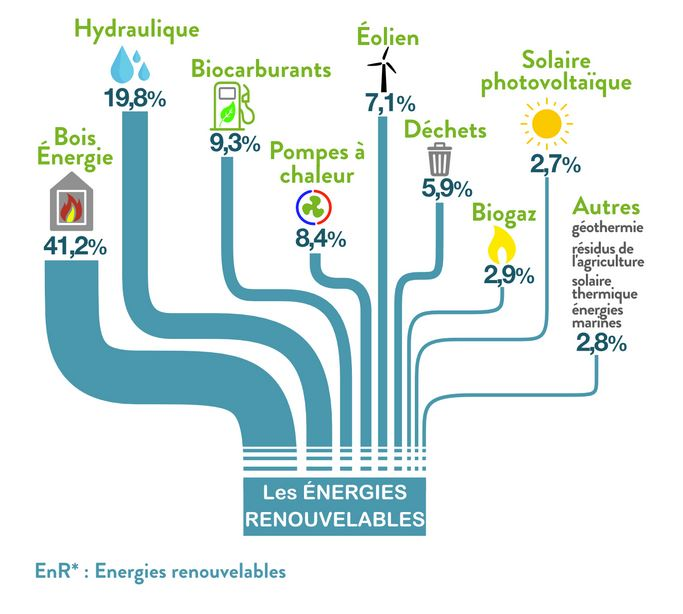 Hydraulique
19,8%
Biocarburants
9,3%
Éolien
7,1%
Solaire
photovoltaïque
2,7%
Bois
Énergie
41,2%
Pompes à
chaleur
8,4%
Déchets
5,9%
Biogaz
2,9%
Autres
géothermie
résidus de
l'agriculture
solaire
thermique
énergies
marines
2,8%
Les ÉNERGIES
RENOUVELABLES
EnR* : Energies renouvelables